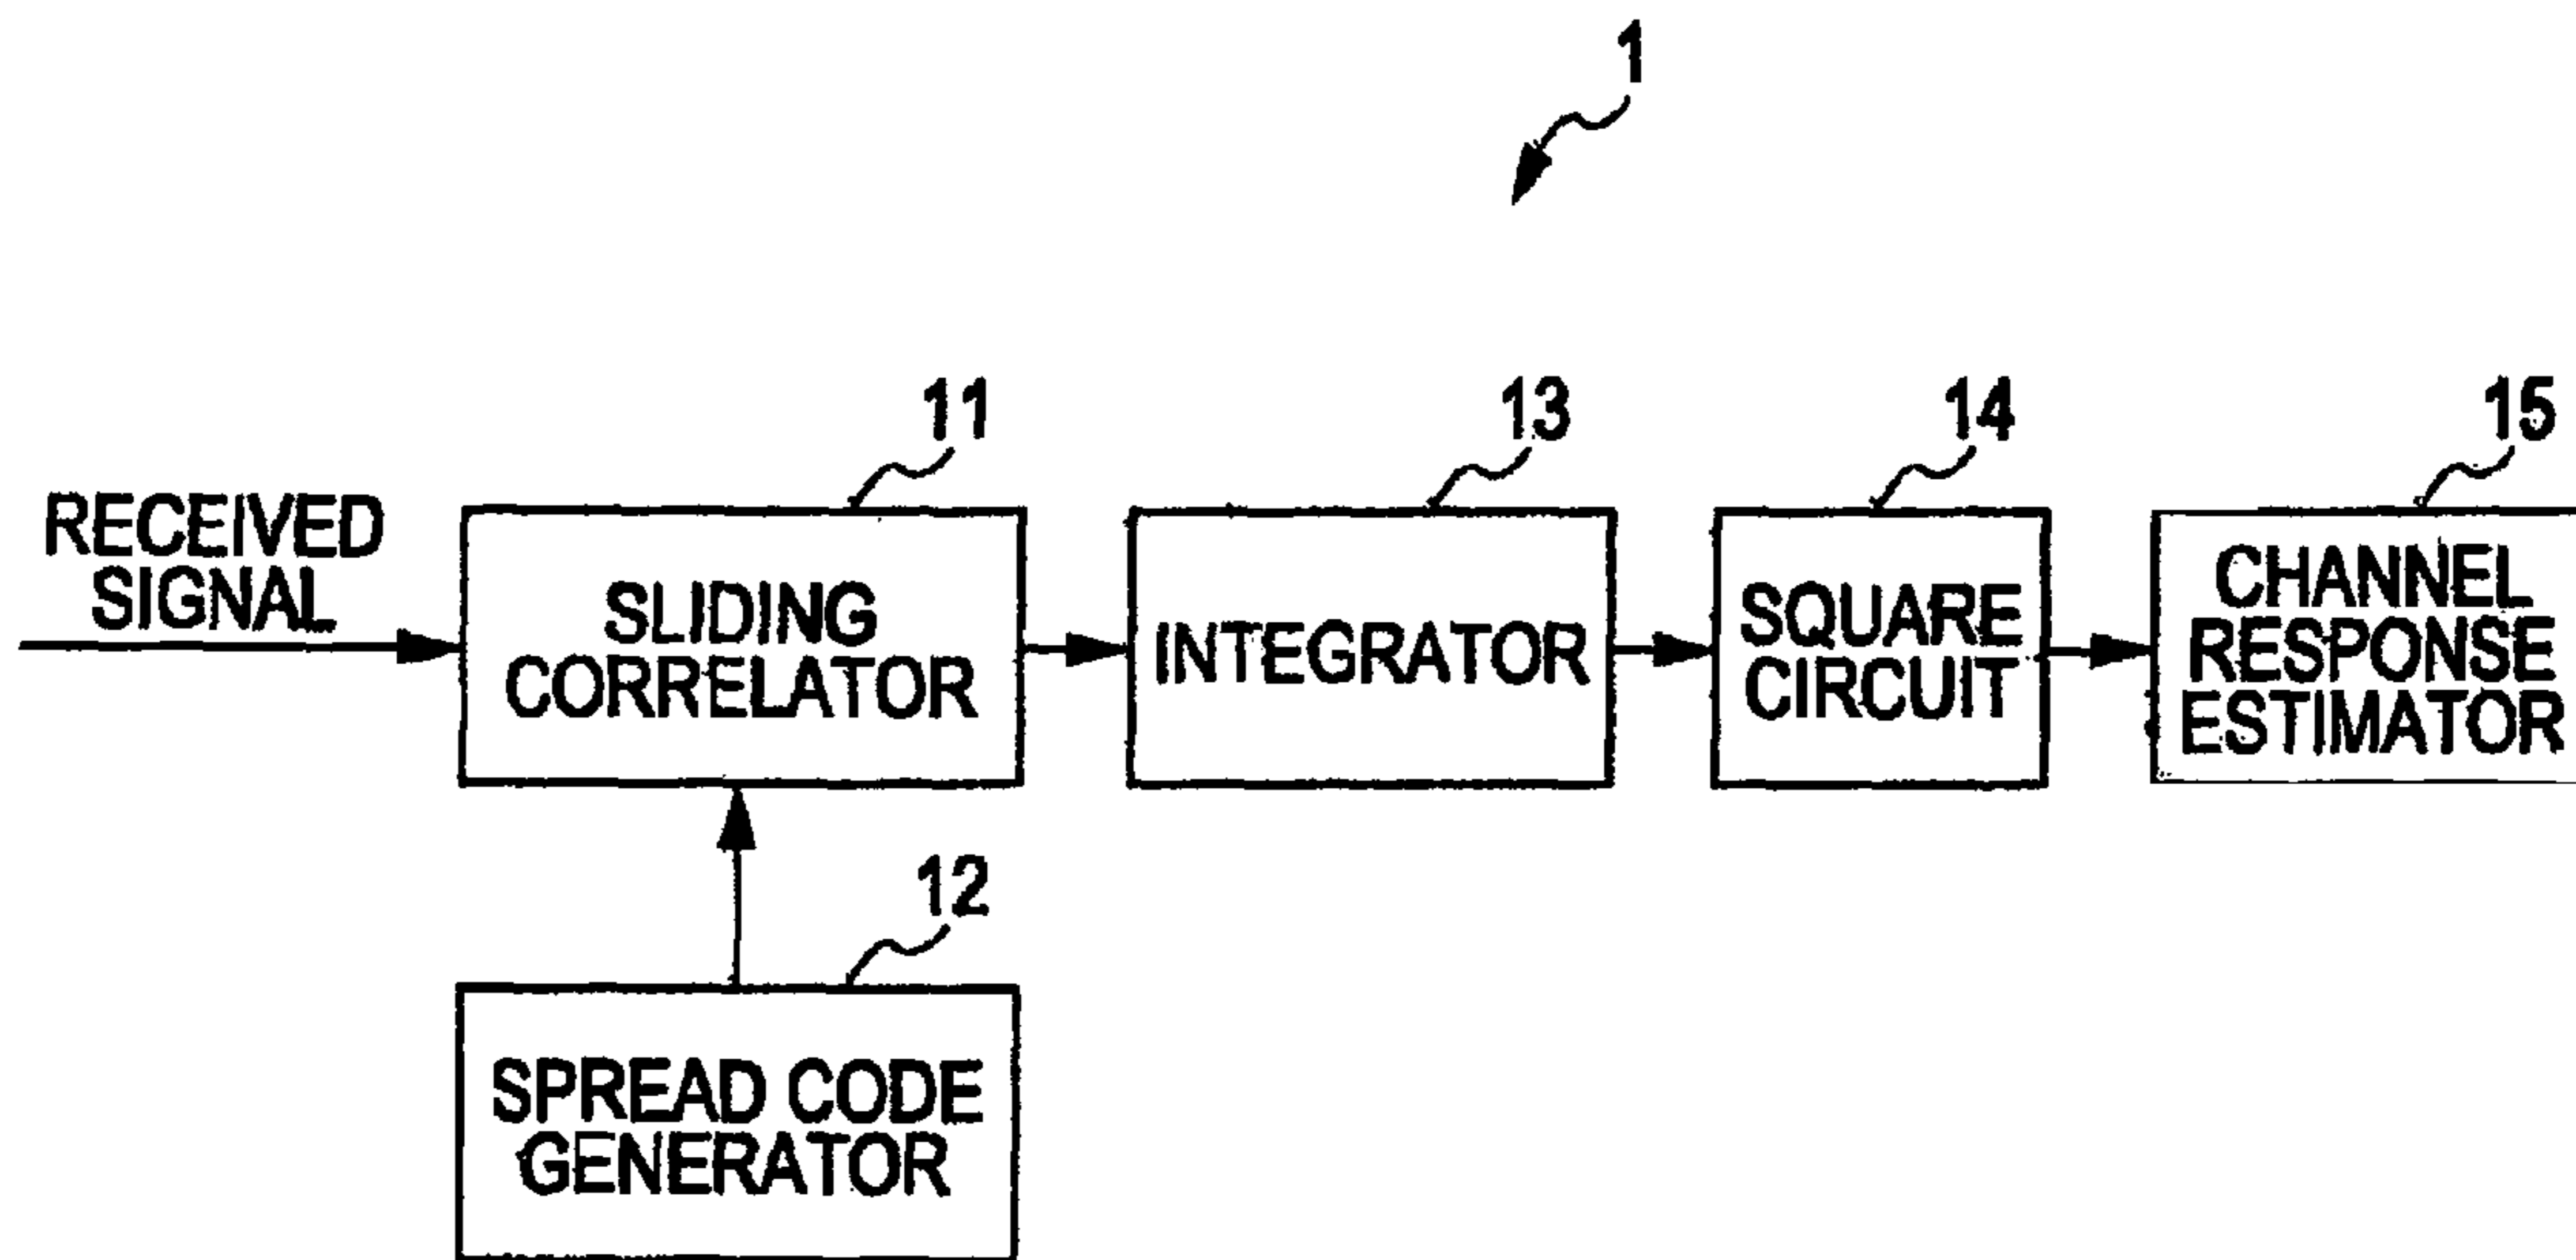 1
11
13
14
15
RECEIVED
SIGNAL
SLIDING
CORRELATOR
INTEGRATOR
SQUARE
CIRCUIT
CHANNEL
RESPONSE
ESTIMATOR
12
SPREAD CODE
GENERATOR